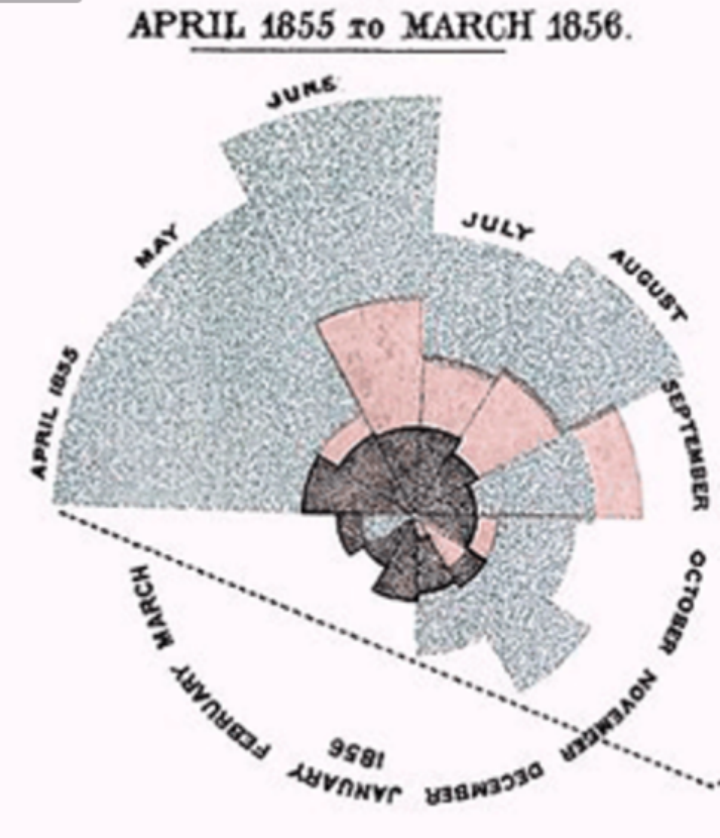 APRIL 1855 TO MARCH 1856.
APRIL 1855
MAY
JUNE
JULY
AUGUST
SEPTEMBER
OCTOBER
NOVEMBER
DECEMBER
JANUARY
1856
FEBRUARY
MARCH